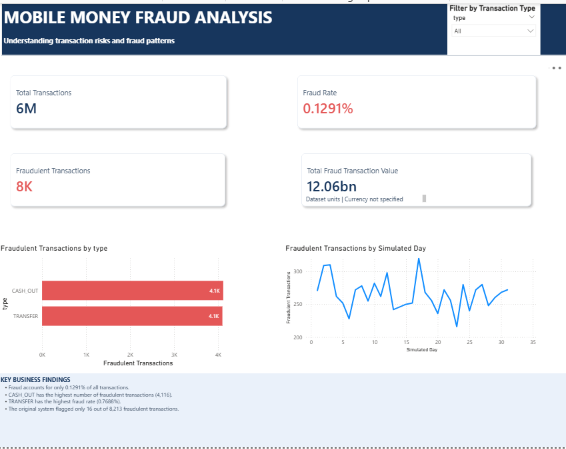 MOBILE MONEY FRAUD ANALYSIS
Understanding transaction risks and fraud patterns
Filter by Transaction Type
type
All
Total Transactions
6M
Fraud Rate
0.1291%
Fraudulent Transactions
8K
Total Fraud Transaction Value
12.06bn
Dataset units | Currency not specified
Fraudulent Transactions by type
type
CASH_OUT
4.1K
TRANSFER
4.1K
0K 1K 2K 3K 4K
Fraudulent Transactions
Fraudulent Transactions by Simulated Day
Fraudulent Transactions
300
250
200
0 5 10 15 20 25 30 35
Simulated Day
KEY BUSINESS FINDINGS
• Fraud accounts for only 0.1291% of all transactions.
• CASH_OUT has the highest number of fraudulent transactions (4,116).
• TRANSFER has the highest fraud rate (0.7688%).
• The original system flagged only 16 out of 8,213 fraudulent transactions.